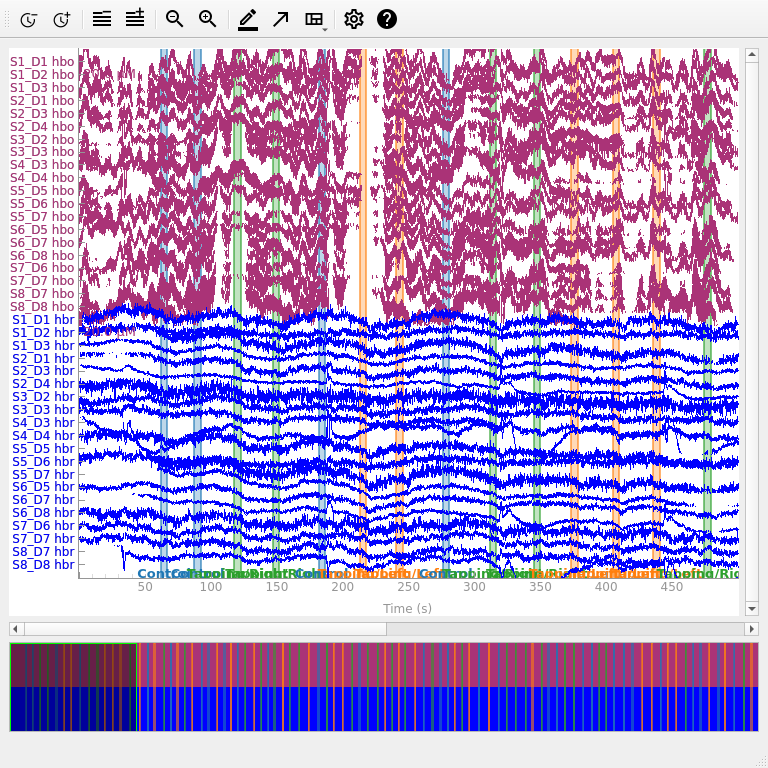 S1_D1 hbo
S1_D2 hbo
S1_D3 hbo
S2_D1 hbo
S2_D3 hbo
S2_D4 hbo
S3_D2 hbo
S3_D3 hbo
S4_D3 hbo
S4_D4 hbo
S5_D5 hbo
S5_D6 hbo
S5_D7 hbo
S6_D5 hbo
S6_D7 hbo
S6_D8 hbo
S7_D6 hbo
S7_D7 hbo
S8_D7 hbo
S8_D8 hbo
S1_D1 hbr
S1_D2 hbr
S1_D3 hbr
S2_D1 hbr
S2_D3 hbr
S2_D4 hbr
S3_D2 hbr
S3_D3 hbr
S4_D3 hbr
S4_D4 hbr
S5_D5 hbr
S5_D6 hbr
S5_D7 hbr
S6_D5 hbr
S6_D7 hbr
S6_D8 hbr
S7_D6 hbr
S7_D7 hbr
S8_D7 hbr
S8_D8 hbr
50 100 150 200 250 300 350 400 450
Time (s)